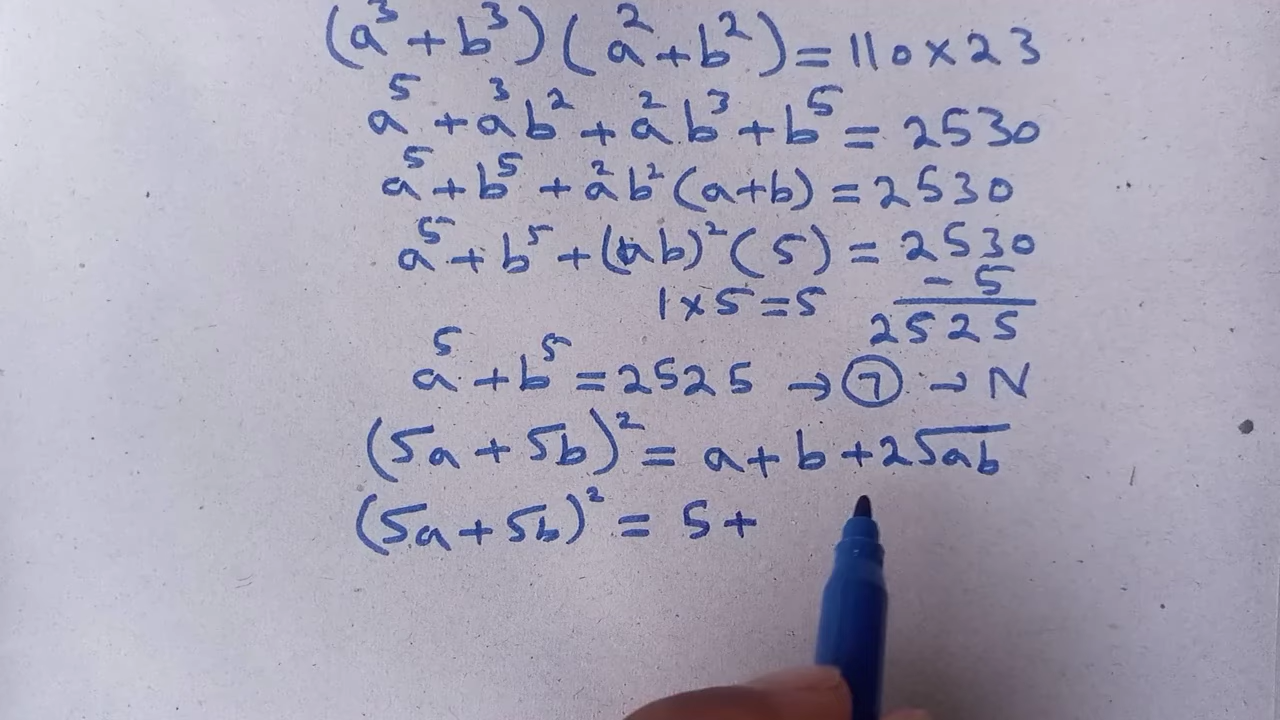 (a³+b³)(a²+b²)=110×23
a⁵+a³b²+a²b³+b⁵=2530
a⁵+b⁵+a²b²(a+b)=2530
a⁵+b⁵+(ab)²(5)=2530
1×5=5 -5
2525
a⁵+b⁵=2525→⑦→N
(√a+√b)²=a+b+2√ab
(√a+√b)²=5+